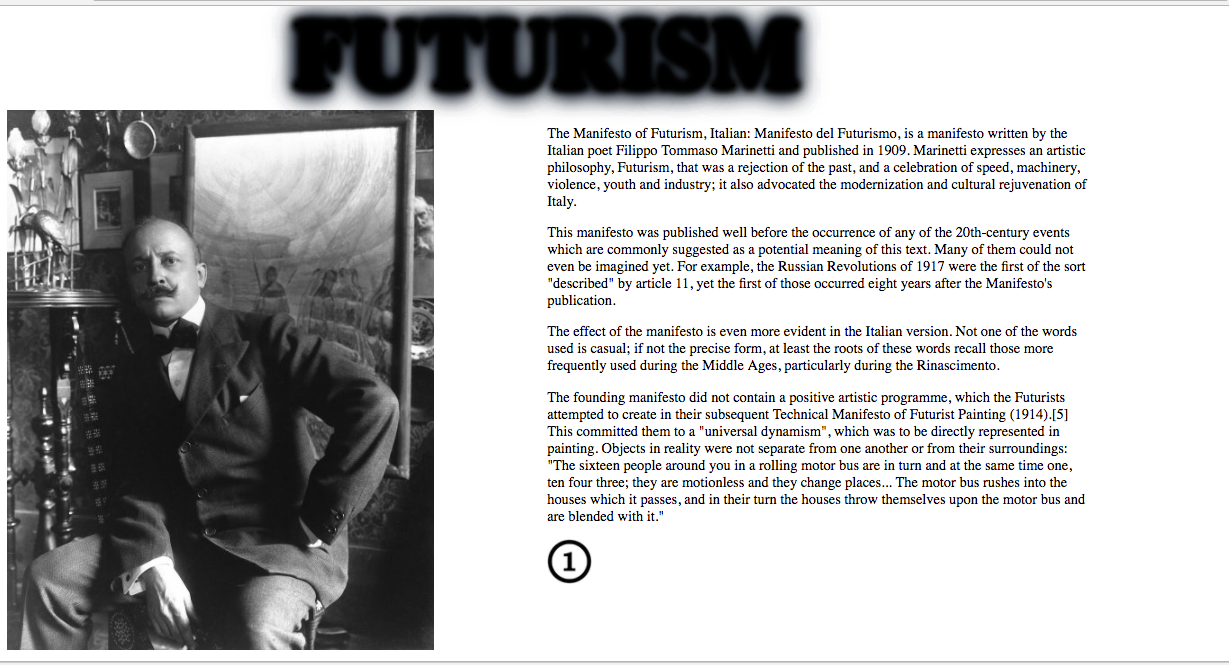 FUTURISM
The Manifesto of Futurism, Italian: Manifesto del Futurismo, is a manifesto written by the
Italian poet Filippo Tommaso Marinetti and published in 1909. Marinetti expresses an artistic
philosophy, Futurism, that was a rejection of the past, and a celebration of speed, machinery,
violence, youth and industry; it also advocated the modernization and cultural rejuvenation of
Italy.
This manifesto was published well before the occurrence of any of the 20th-century events
which are commonly suggested as a potential meaning of this text. Many of them could not
even be imagined yet. For example, the Russian Revolutions of 1917 were the first of the sort
"described" by article 11, yet the first of those occurred eight years after the Manifesto's
publication.
The effect of the manifesto is even more evident in the Italian version. Not one of the words
used is casual; if not the precise form, at least the roots of these words recall those more
frequently used during the Middle Ages, particularly during the Rinascimento.
The founding manifesto did not contain a positive artistic programme, which the Futurists
attempted to create in their subsequent Technical Manifesto of Futurist Painting (1914).[5]
This committed them to a "universal dynamism", which was to be directly represented in
painting. Objects in reality were not separate from one another or from their surroundings:
"The sixteen people around you in a rolling motor bus are in turn and at the same time one,
ten four three; they are motionless and they change places... The motor bus rushes into the
houses which it passes, and in their turn the houses throw themselves upon the motor bus and
are blended with it."
1